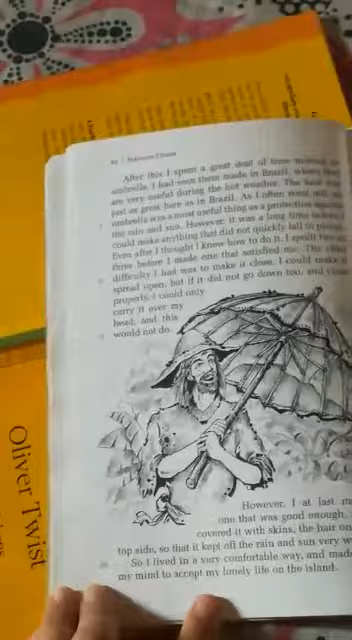 Robinson Crusoe
After this I spent a great deal of time
umbrella. I had seen them made in Brazil, where they
are very useful during the hot weather. The heat was
just as great here as in Brazil. As I often went out, an
umbrella was a most useful thing as a protection against
the rain and sun. However, it was a long time before I
could make anything that did not quickly fall to pieces.
Even after I thought I knew how to do it, I spoilt two or
three before I made one that satisfied me. The chief
difficulty I had was to make it close. I could make it
spread open, but if it did not go down too, and close
properly, I could only
carry it over my
head, and this
would not do.
However, I at last
one that was good enough.
covered it with skins, the hair on
top side, so that it kept off the rain and sun very
So I lived in a very comfortable way, and made
my mind to accept my lonely life on the island.
Oliver Twist